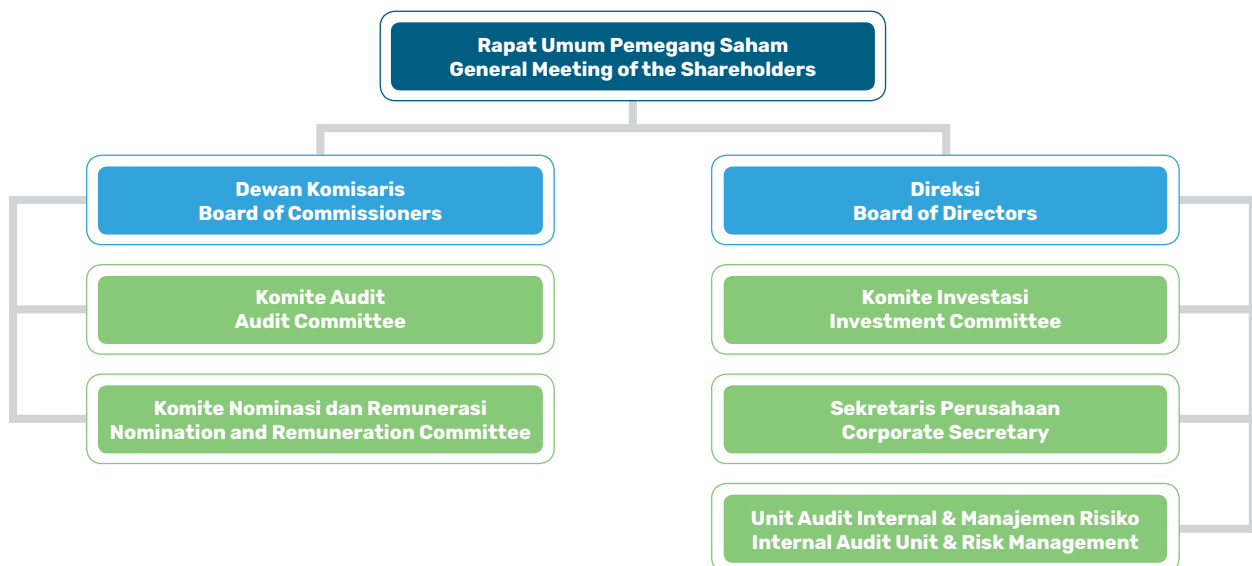 Rapat Umum Pemegang Saham
General Meeting of the Shareholders
Dewan Komisaris
Board of Commissioners
Komite Audit
Audit Committee
Komite Nominasi dan Remunerasi
Nomination and Remuneration Committee
Direksi
Board of Directors
Komite Investasi
Investment Committee
Sekretaris Perusahaan
Corporate Secretary
Unit Audit Internal & Manajemen Risiko
Internal Audit Unit & Risk Management